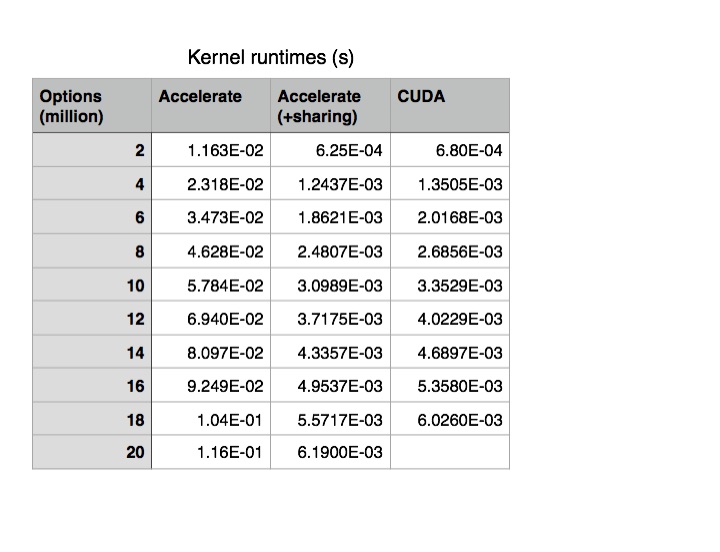 Kernel runtimes (s)
Options (million) Accelerate Accelerate (+sharing) CUDA
2 1.163E-02 6.25E-04 6.80E-04
4 2.318E-02 1.2437E-03 1.3505E-03
6 3.473E-02 1.8621E-03 2.0168E-03
8 4.628E-02 2.4807E-03 2.6856E-03
10 5.784E-02 3.0989E-03 3.3529E-03
12 6.940E-02 3.7175E-03 4.0229E-03
14 8.097E-02 4.3357E-03 4.6897E-03
16 9.249E-02 4.9537E-03 5.3580E-03
18 1.04E-01 5.5717E-03 6.0260E-03
20 1.16E-01 6.1900E-03